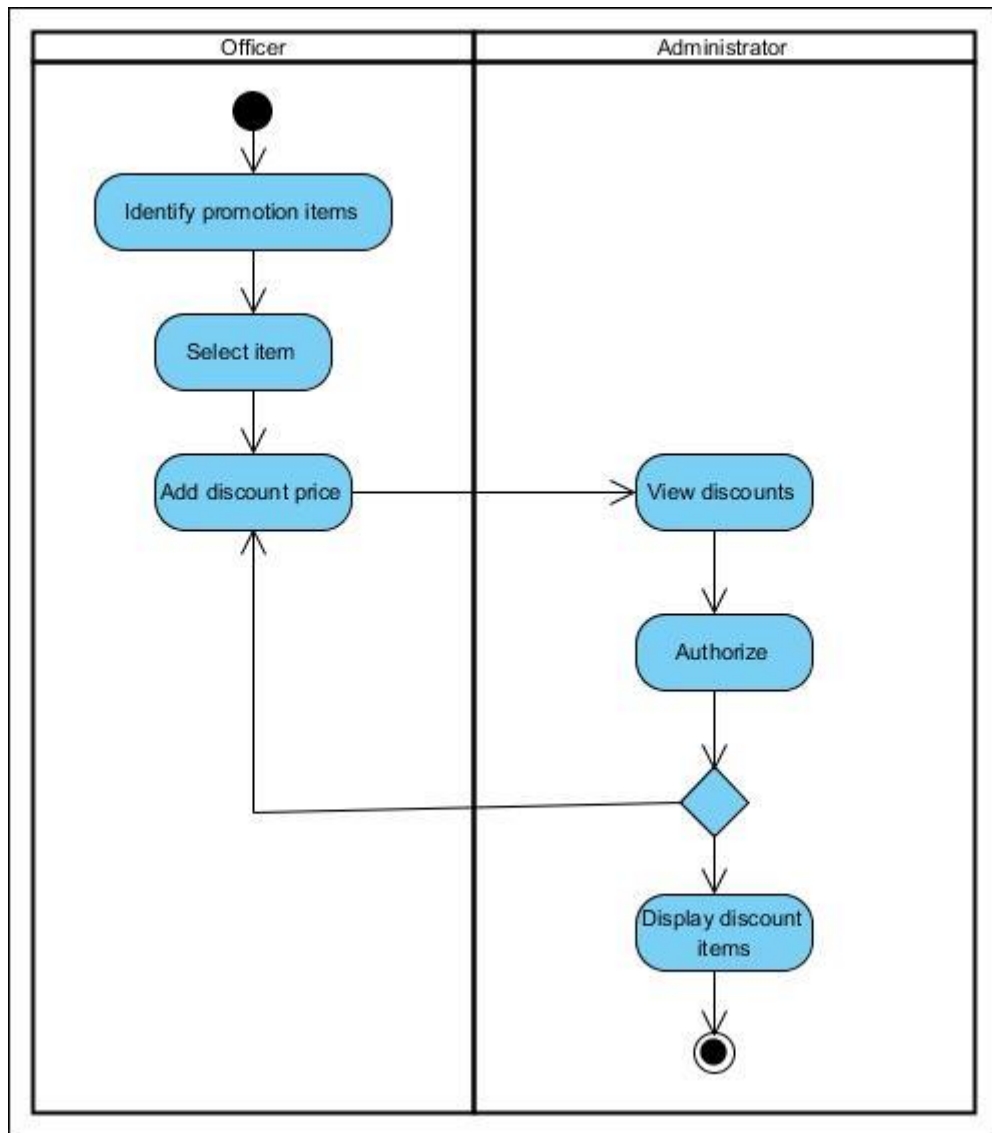 Officer
Administrator
Identify promotion items
Select item
Add discount price
View discounts
Authorize
Display discount
items